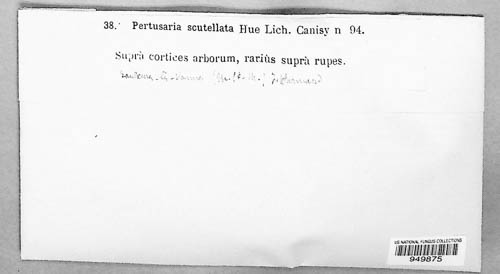 38. Pertusaria scutellata Hue Lich. Canisy n 94.
Suprà cortices arborum, rariùs suprà rupes.
US NATIONAL FUNGUS COLLECTIONS
949875